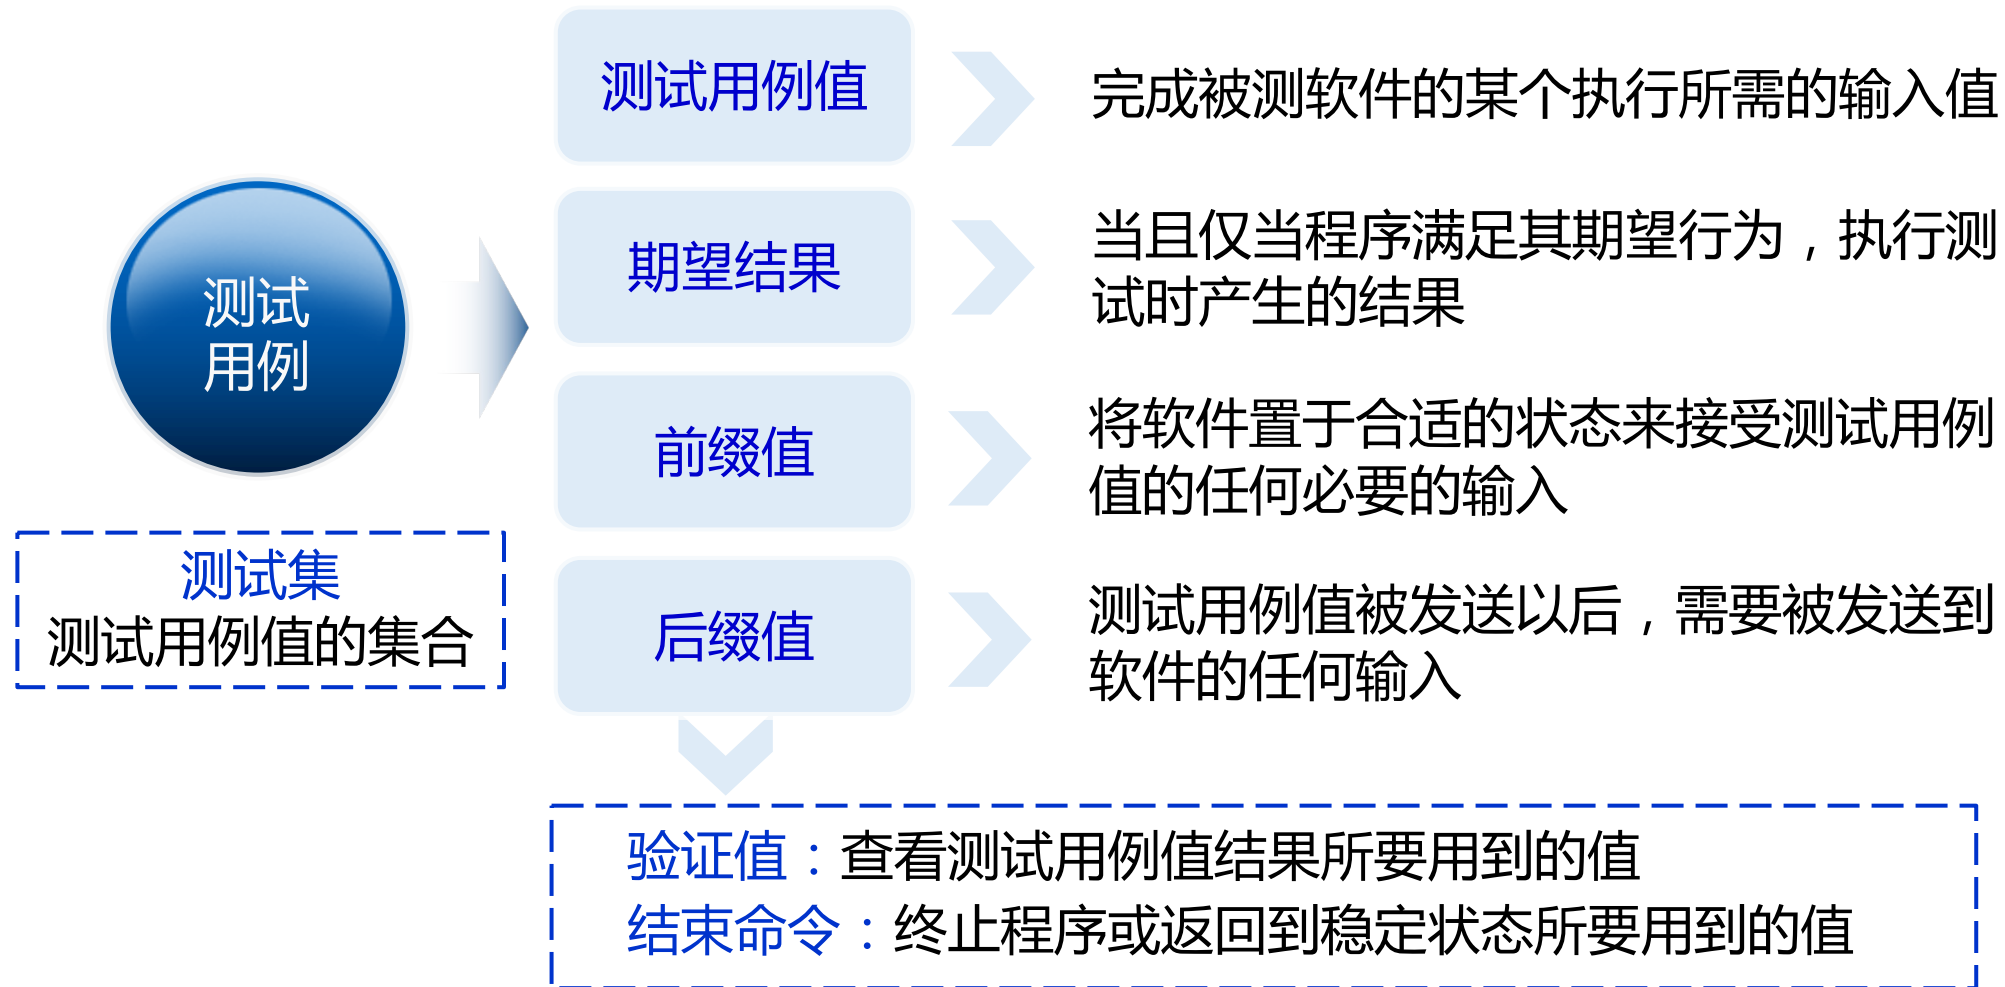 测试用例值
完成被测软件的某个执行所需的输入值
期望结果
当且仅当程序满足其期望行为，执行测
试时产生的结果
测试
用例
前缀值
将软件置于合适的状态来接受测试用例
值的任何必要的输入
测试集
测试用例值的集合
后缀值
测试用例值被发送以后，需要被发送到
软件的任何输入
验证值：查看测试用例值结果所要用到的值
结束命令：终止程序或返回到稳定状态所要用到的值